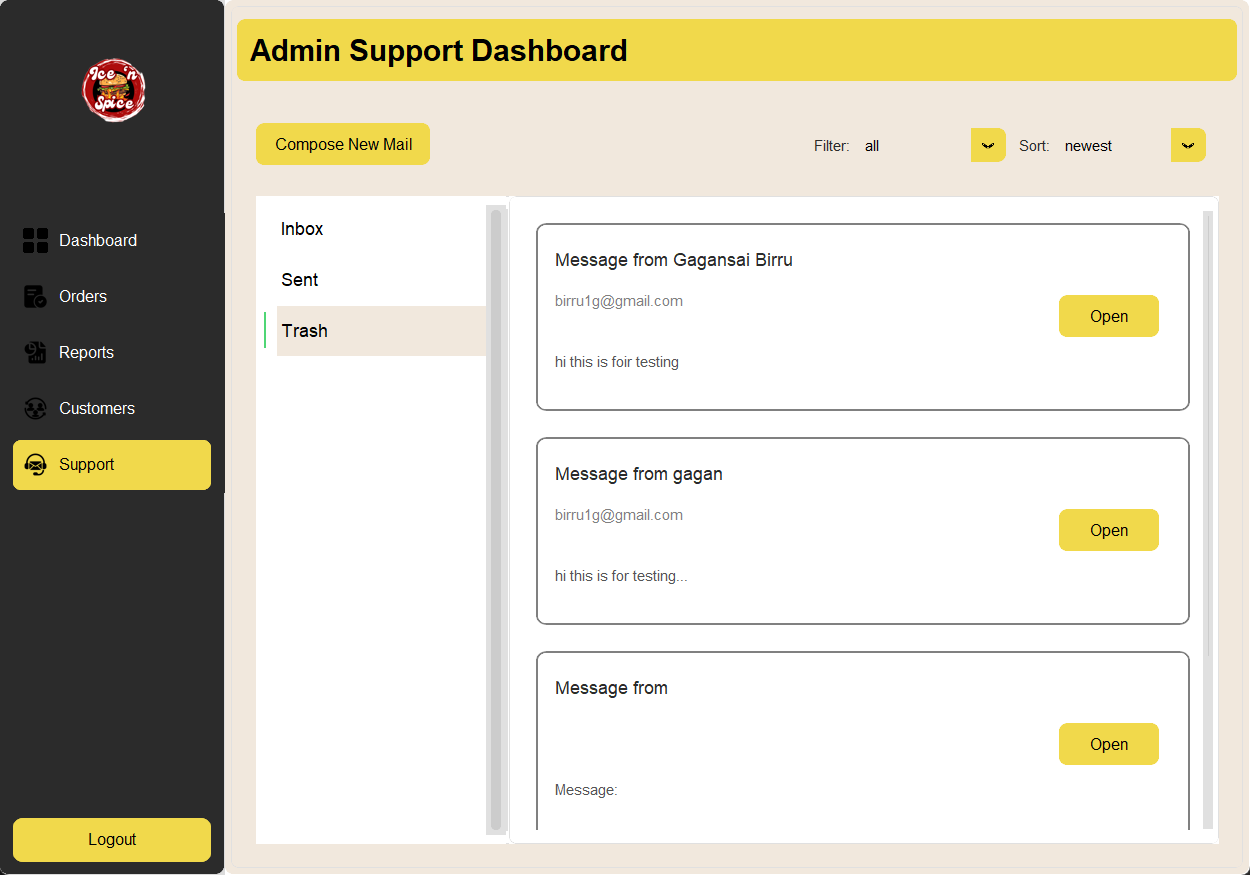 Ice 'n
Spice
Admin Support Dashboard
Compose New Mail
Filter: all
Sort: newest
Dashboard
Orders
Reports
Customers
Support
Logout
Inbox
Sent
Trash
Message from Gagansai Birru
birru1g@gmail.com
Open
hi this is foir testing
Message from gagan
birru1g@gmail.com
Open
hi this is for testing...
Message from
Open
Message: